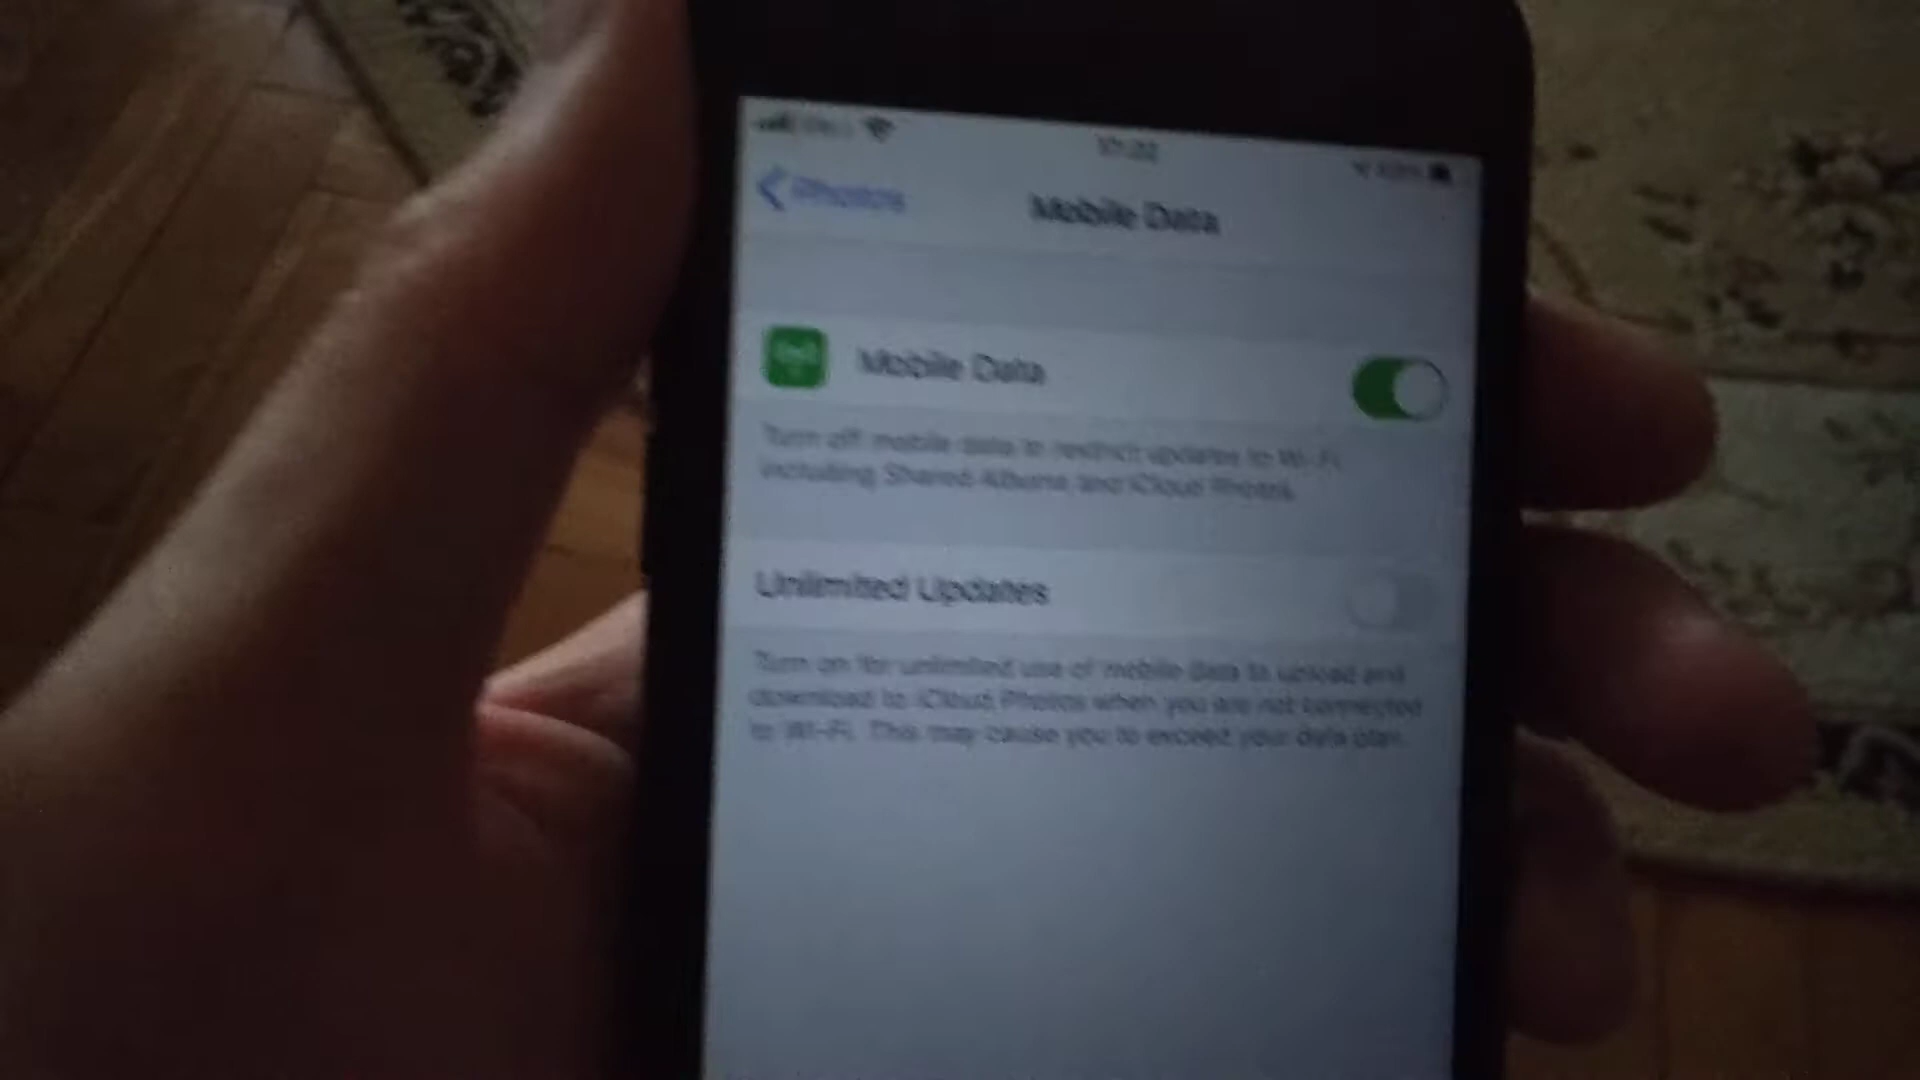 Photos
Mobile Data
Mobile Data
Turn off mobile data to restrict updates to Wi-Fi,
including Shared Albums and iCloud Photos.
Unlimited Updates
Turn on for unlimited use of mobile data to upload and
download to iCloud Photos when you are not connected
to Wi-Fi. This may cause you to exceed your data plan.